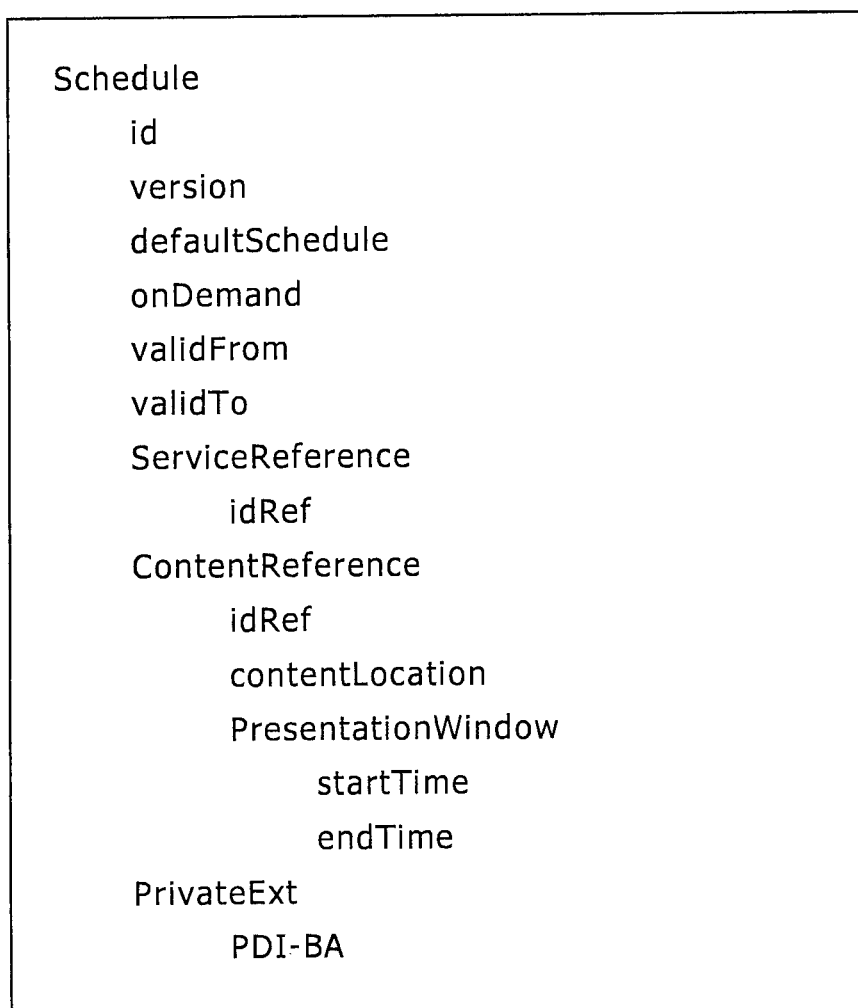 Schedule
id
version
defaultSchedule
onDemand
validFrom
validTo
ServiceReference
idRef
ContentReference
idRef
contentLocation
PresentationWindow
startTime
endTime
PrivateExt
PDI-BA